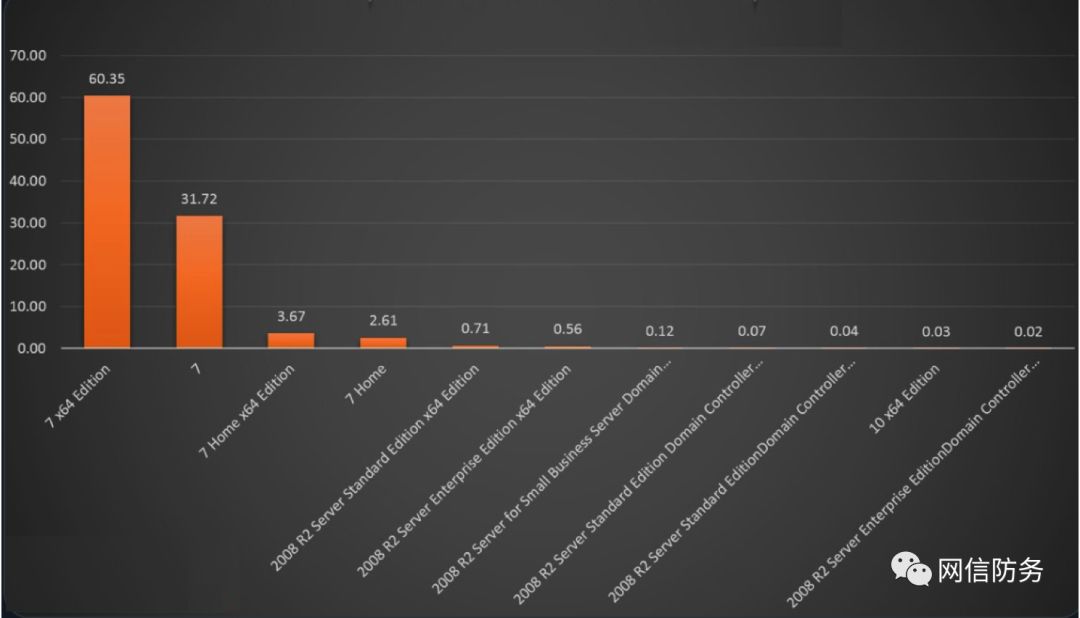 70.00
60.00
50.00
40.00
30.00
20.00
10.00
0.00
60.35
31.72
3.67
2.61
0.71
0.56
0.12
0.07
0.04
0.03
0.02
7 x64 Edition
7
7 Home x64 Edition
7 Home
2008 R2 Server Standard Edition x64 Edition
2008 R2 Server Enterprise Edition x64 Edition
2008 R2 Server for Small Business Server Domain...
2008 R2 Server Standard Edition Domain Controller...
2008 R2 Server Standard EditionDomain Controller...
10 x64 Edition
2008 R2 Server Enterprise EditionDomain Controller...
网信防务